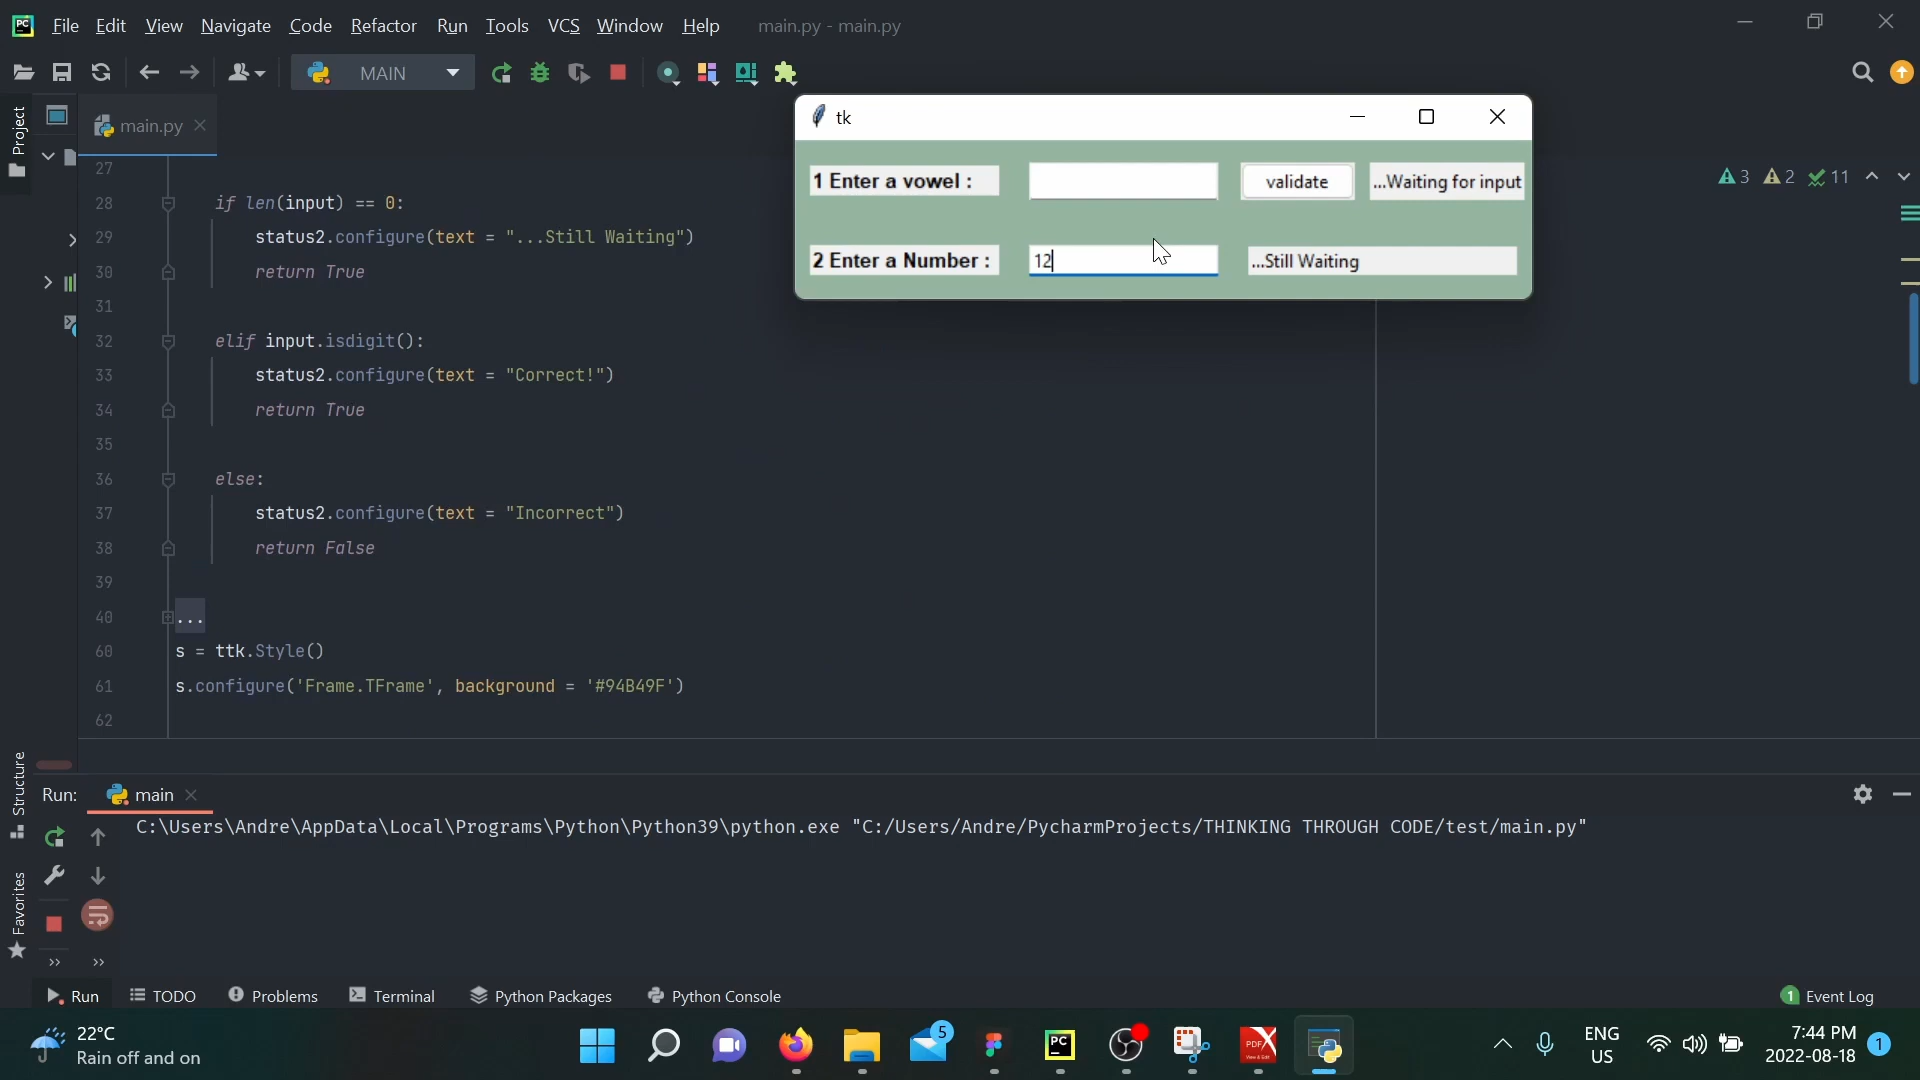 File Edit View Navigate Code Refactor Run Tools VCS Window Help main.py - main.py
MAIN
Project
main.py
tk
1 Enter a vowel :
validate
...Waiting for input
2 Enter a Number :
12
...Still Waiting
3 2 11
27
28 if len(input) == 0:
29 status2.configure(text = "...Still Waiting")
30 return True
31
32 elif input.isdigit():
33 status2.configure(text = "Correct!")
34 return True
35
36 else:
37 status2.configure(text = "Incorrect")
38 return False
39
40 ...
60 s = ttk.Style()
61 s.configure('Frame.TFrame', background = '#94B49F')
62
Structure
Favorites
Run: main
C:\Users\Andre\AppData\Local\Programs\Python\Python39\python.exe "C:/Users/Andre/PycharmProjects/THINKING THROUGH CODE/test/main.py"
Run TODO Problems Terminal Python Packages Python Console 1 Event Log
22°C
Rain off and on
5
PC
PDF
ENG
US
7:44 PM
2022-08-18
1